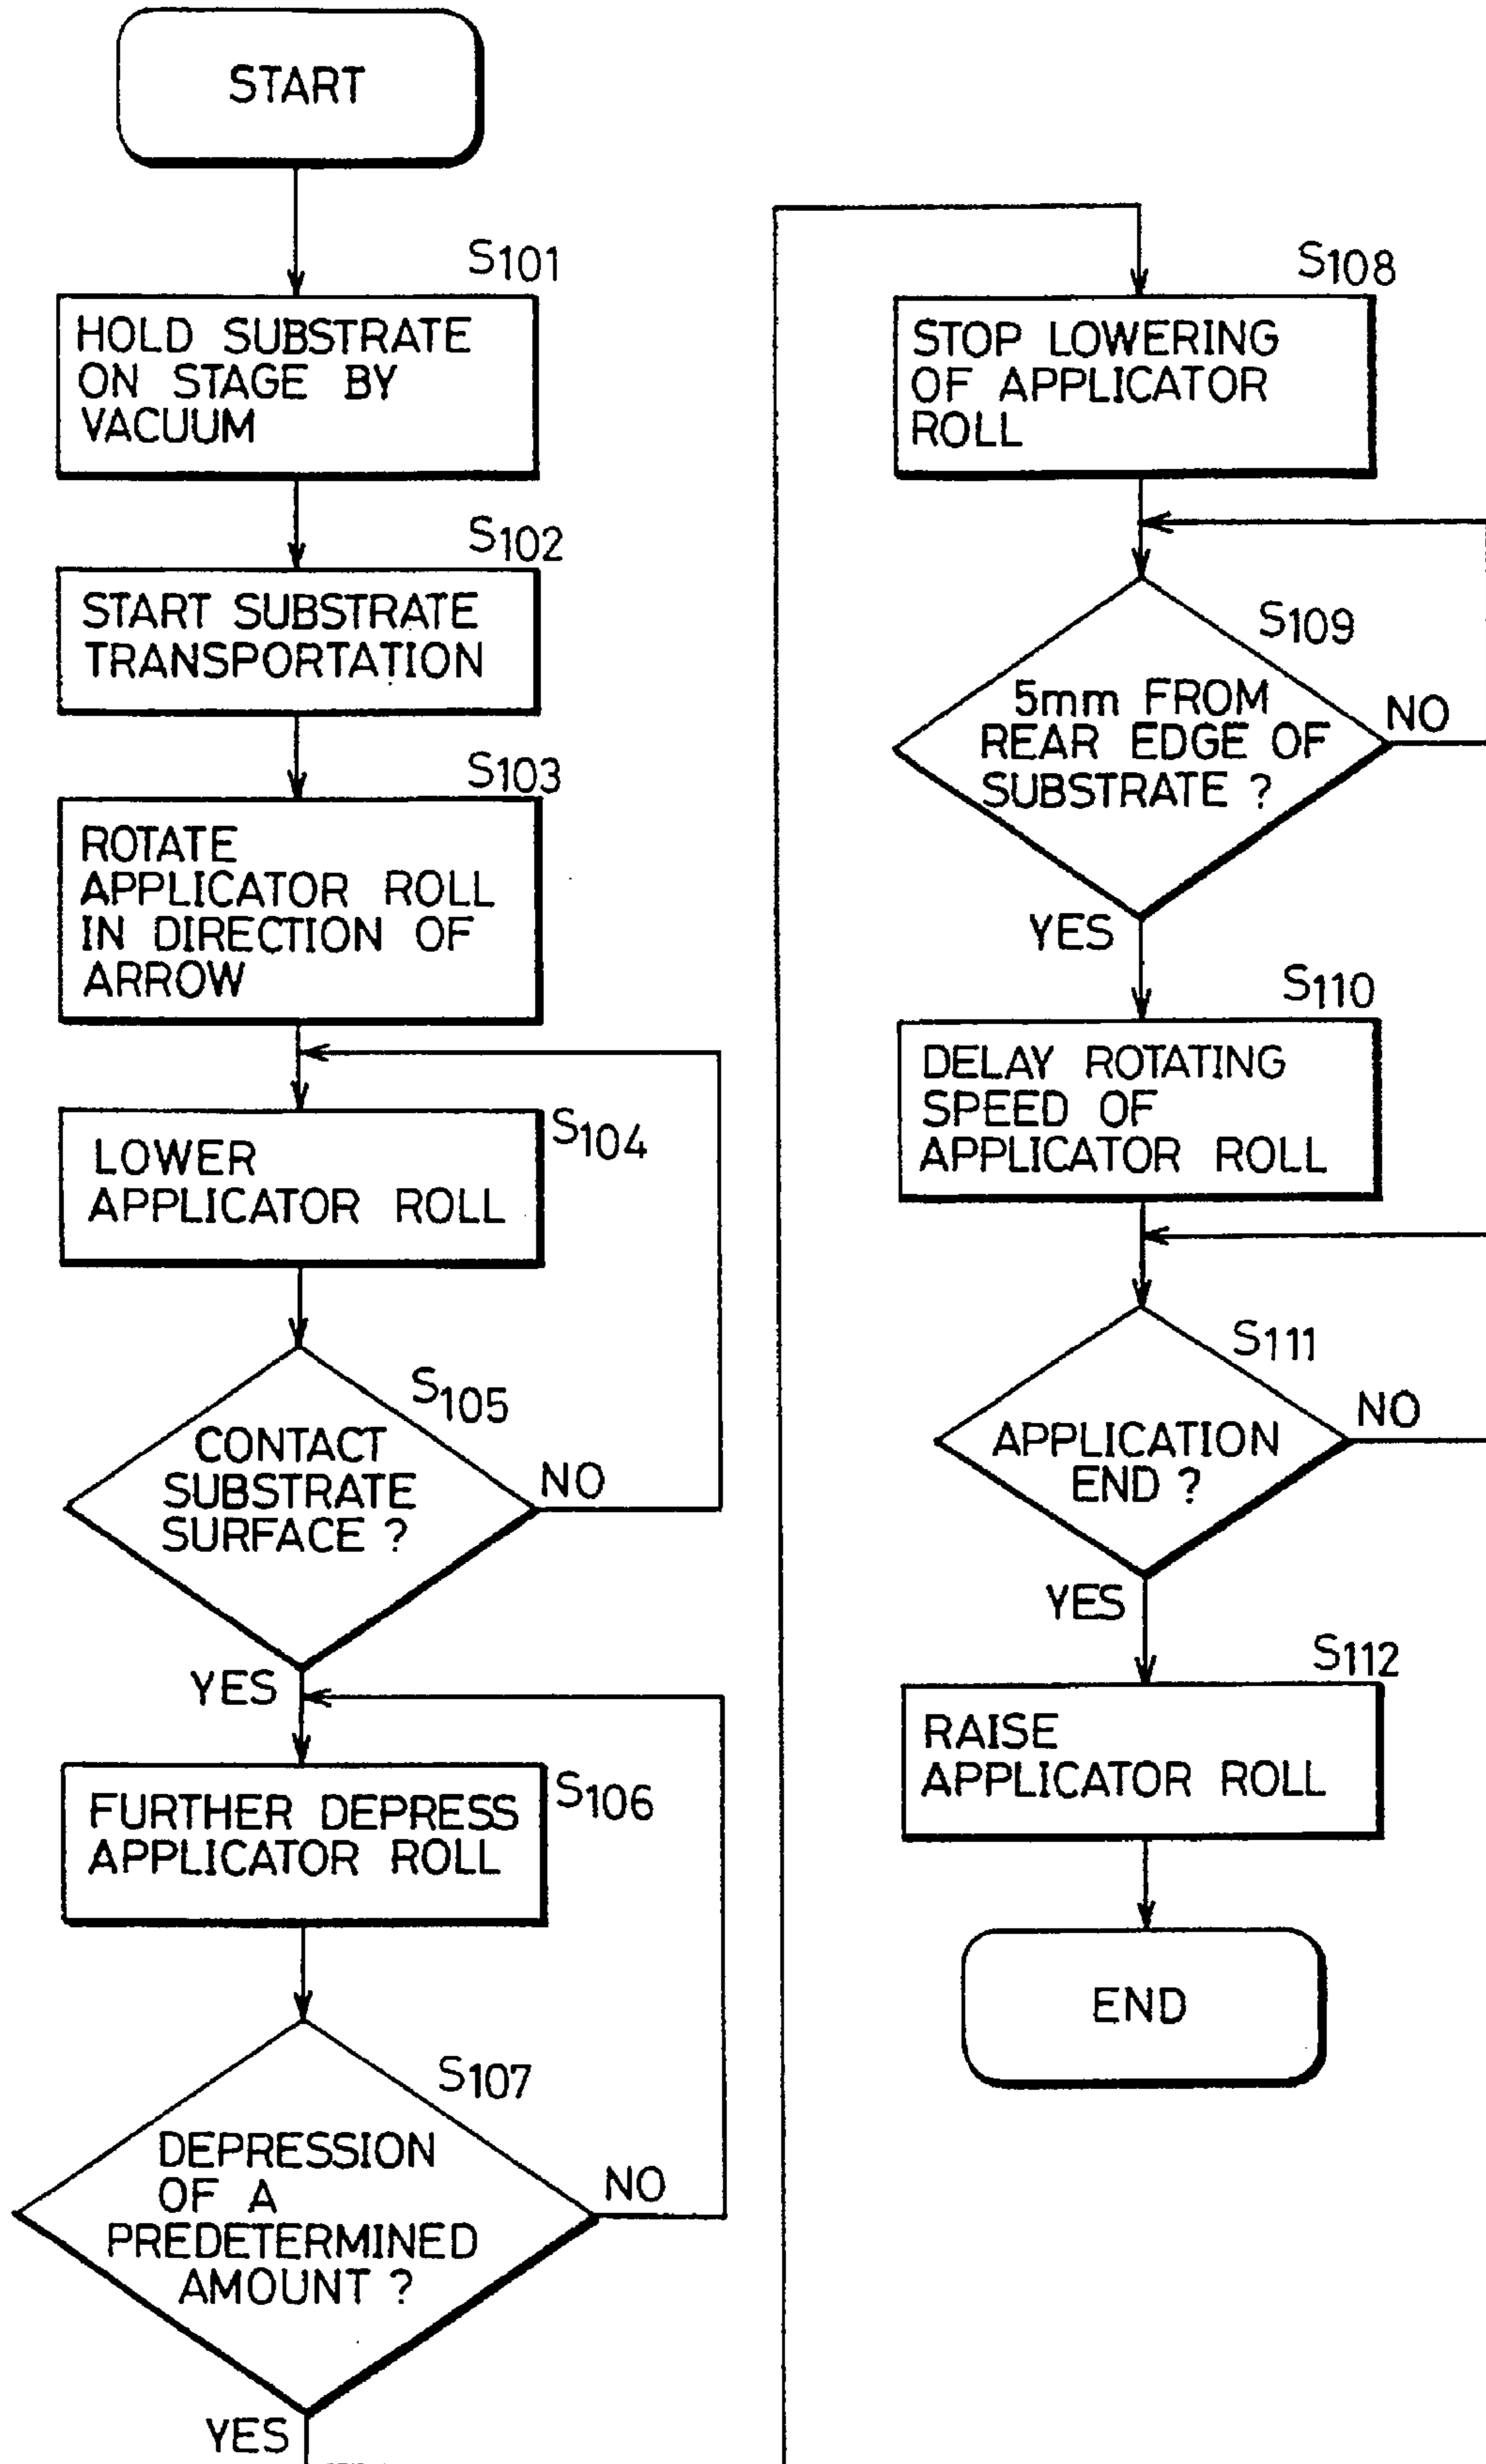 START
S101
HOLD SUBSTRATE
ON STAGE BY
VACUUM
S102
START SUBSTRATE
TRANSPORTATION
S103
ROTATE
APPLICATOR ROLL
IN DIRECTION OF
ARROW
S104
LOWER
APPLICATOR ROLL
S105
CONTACT
SUBSTRATE
SURFACE ?
NO
YES
S106
FURTHER DEPRESS
APPLICATOR ROLL
S107
DEPRESSION
OF A
PREDETERMINED
AMOUNT ?
NO
YES
S108
STOP LOWERING
OF APPLICATOR
ROLL
S109
5mm FROM
REAR EDGE OF
SUBSTRATE ?
NO
YES
S110
DELAY ROTATING
SPEED OF
APPLICATOR ROLL
S111
APPLICATION
END ?
NO
YES
S112
RAISE
APPLICATOR ROLL
END